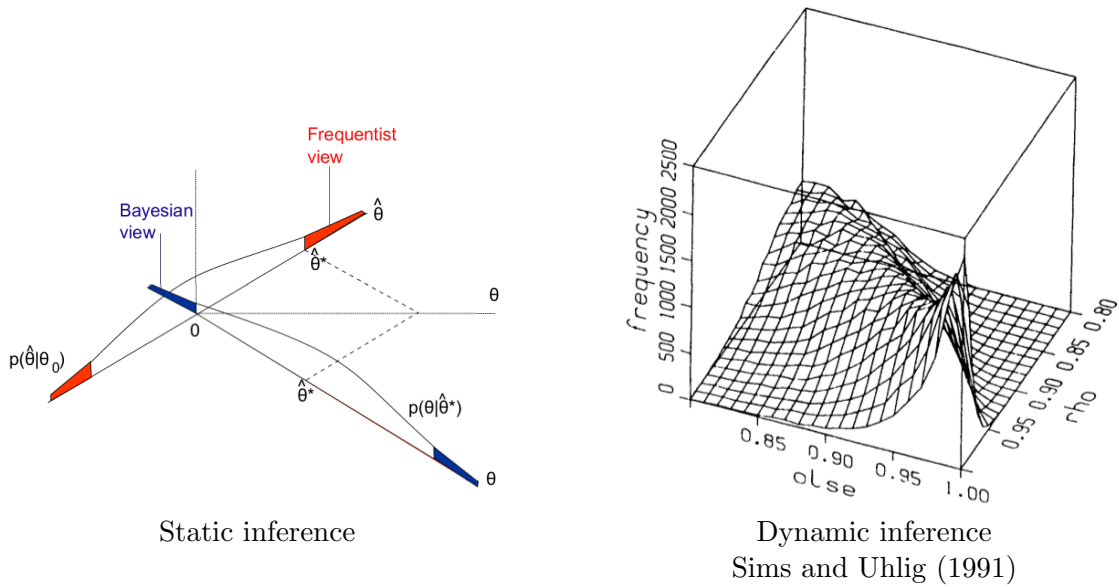 Frequentist
view
Bayesian
view
θ̂
θ̂*
θ
0
p(θ̂|θ₀)
θ̂*
p(θ|θ̂*)
θ
Static inference
frequency
0
500
1000
1500
2000
2500
0.85
0.90
0.95
1.00
olse
0.95
0.90
0.85
0.80
rho
Dynamic inference
Sims and Uhlig (1991)